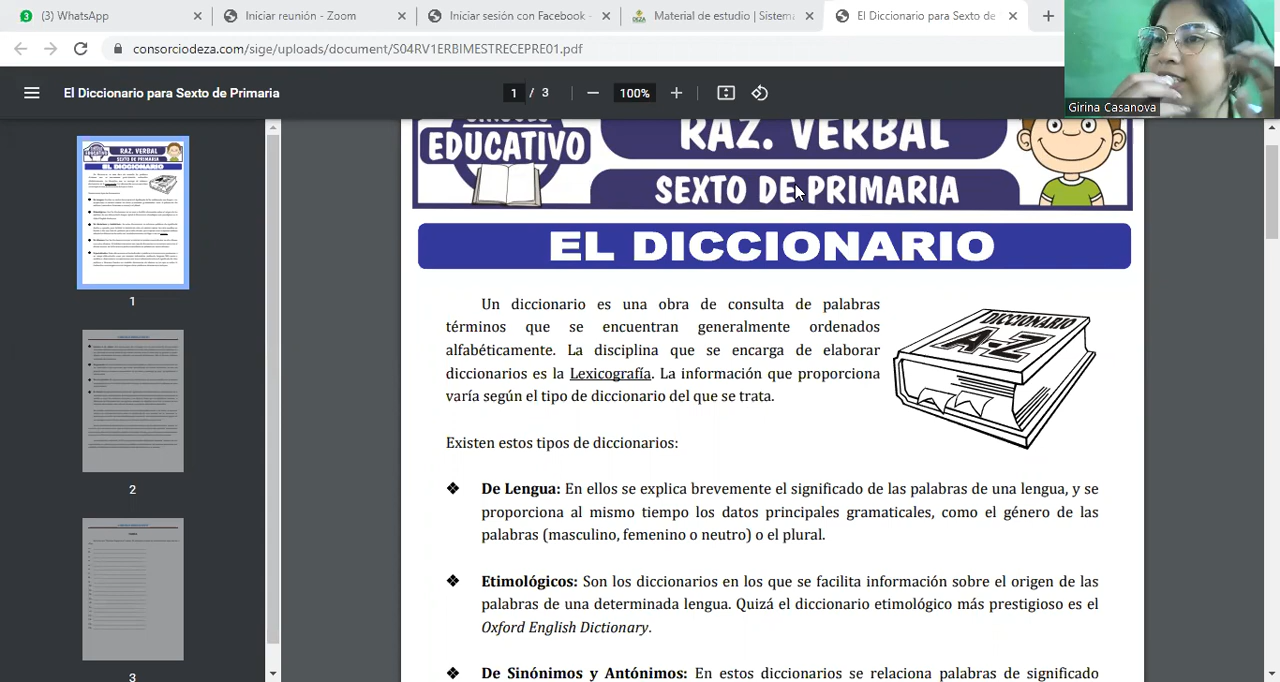 (3) WhatsApp
Iniciar reunión - Zoom
Iniciar sesión con Facebook -
Material de estudio | Sistema
El Diccionario para Sexto de
consorciodeza.com/sige/uploads/document/S04RV1ERBIMESTRECEPRE01.pdf
Girina Casanova
El Diccionario para Sexto de Primaria
1 / 3
100%
EDUCATIVO
RAZ. VERBAL
SEXTO DE PRIMARIA
EL DICCIONARIO
Un diccionario es una obra de consulta de palabras
términos que se encuentran generalmente ordenados
alfabéticamente. La disciplina que se encarga de elaborar
diccionarios es la Lexicografía. La información que proporciona
varía según el tipo de diccionario del que se trata.
DICCIONARIO
A-Z
Existen estos tipos de diccionarios:
❖ De Lengua: En ellos se explica brevemente el significado de las palabras de una lengua, y se
proporciona al mismo tiempo los datos principales gramaticales, como el género de las
palabras (masculino, femenino o neutro) o el plural.
❖ Etimológicos: Son los diccionarios en los que se facilita información sobre el origen de las
palabras de una determinada lengua. Quizá el diccionario etimológico más prestigioso es el
Oxford English Dictionary.
❖ De Sinónimos y Antónimos: En estos diccionarios se relaciona palabras de significado
RAZ. VERBAL
SEXTO DE PRIMARIA
EL DICCIONARIO
1
2
3